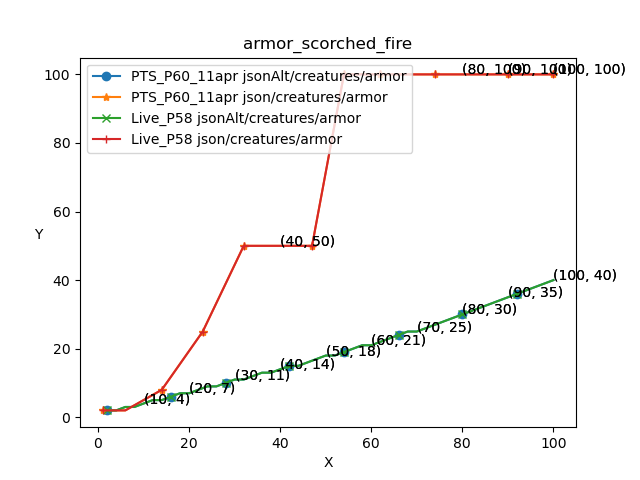 armor_scorched_fire
PTS_P60_11apr jsonAlt/creatures/armor
PTS_P60_11apr json/creatures/armor
Live_P58 jsonAlt/creatures/armor
Live_P58 json/creatures/armor
(80, 100)
(90, 100)
(100, 100)
(40, 50)
(100, 40)
(90, 35)
(80, 30)
(70, 25)
(60, 21)
(50, 18)
(40, 14)
(30, 11)
(20, 7)
(10, 4)
100
80
60
40
20
0
Y
0 20 40 60 80 100
X